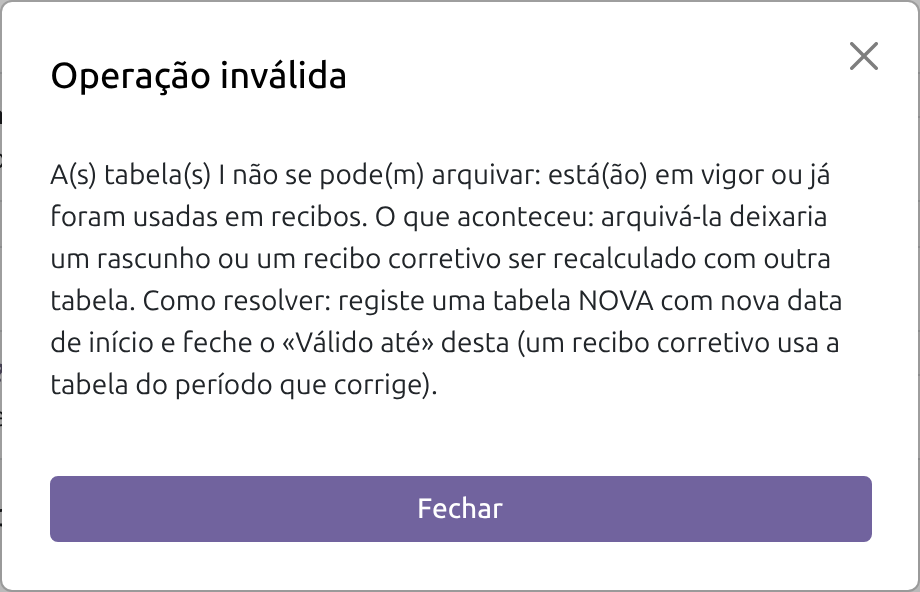 Operação inválida
A(s) tabela(s) I não se pode(m) arquivar: está(ão) em vigor ou já
foram usadas em recibos. O que aconteceu: arquivá-la deixaria
um rascunho ou um recibo corretivo ser recalculado com outra
tabela. Como resolver: registe uma tabela NOVA com nova data
de início e feche o «Válido até» desta (um recibo corretivo usa a
tabela do período que corrige).
Fechar